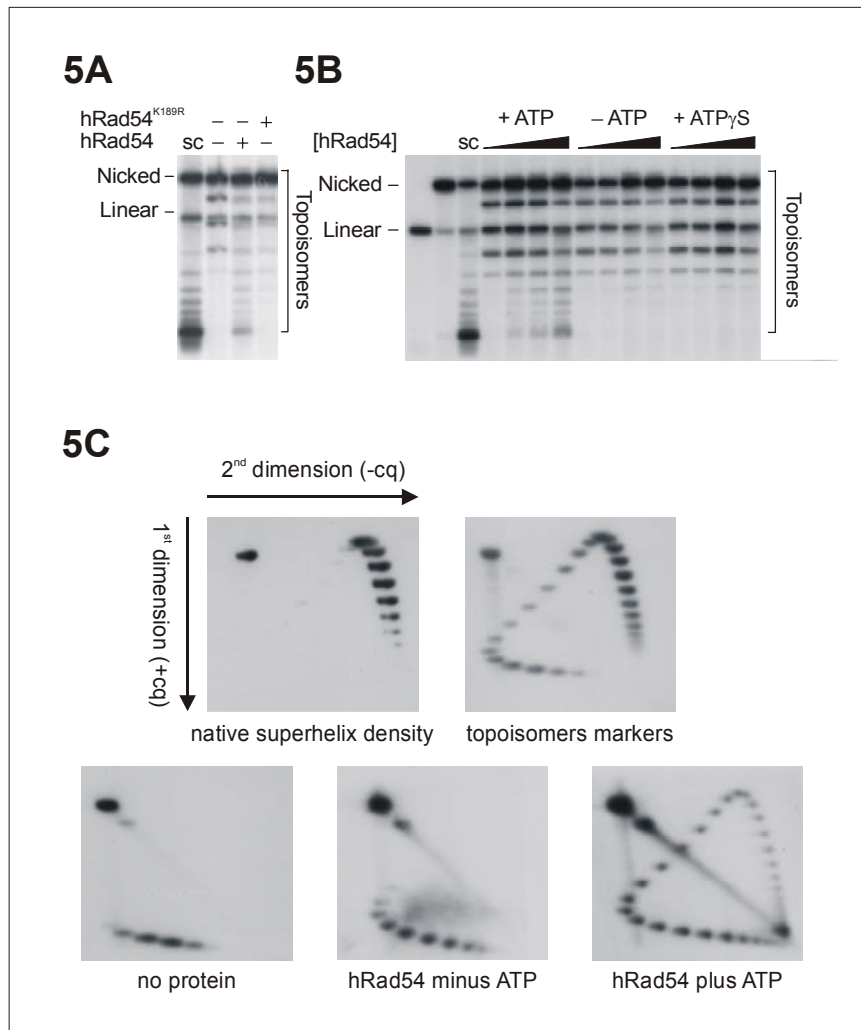 5A
hRad54K189R – – +
hRad54 sc – + –
Nicked –
Linear –
Topoisomers
5B
+ ATP – ATP + ATPγS
[hRad54] sc
Nicked –
Linear –
Topoisomers
5C
2nd dimension (-cq)
1st dimension (+cq)
native superhelix density topoisomers markers
no protein hRad54 minus ATP hRad54 plus ATP